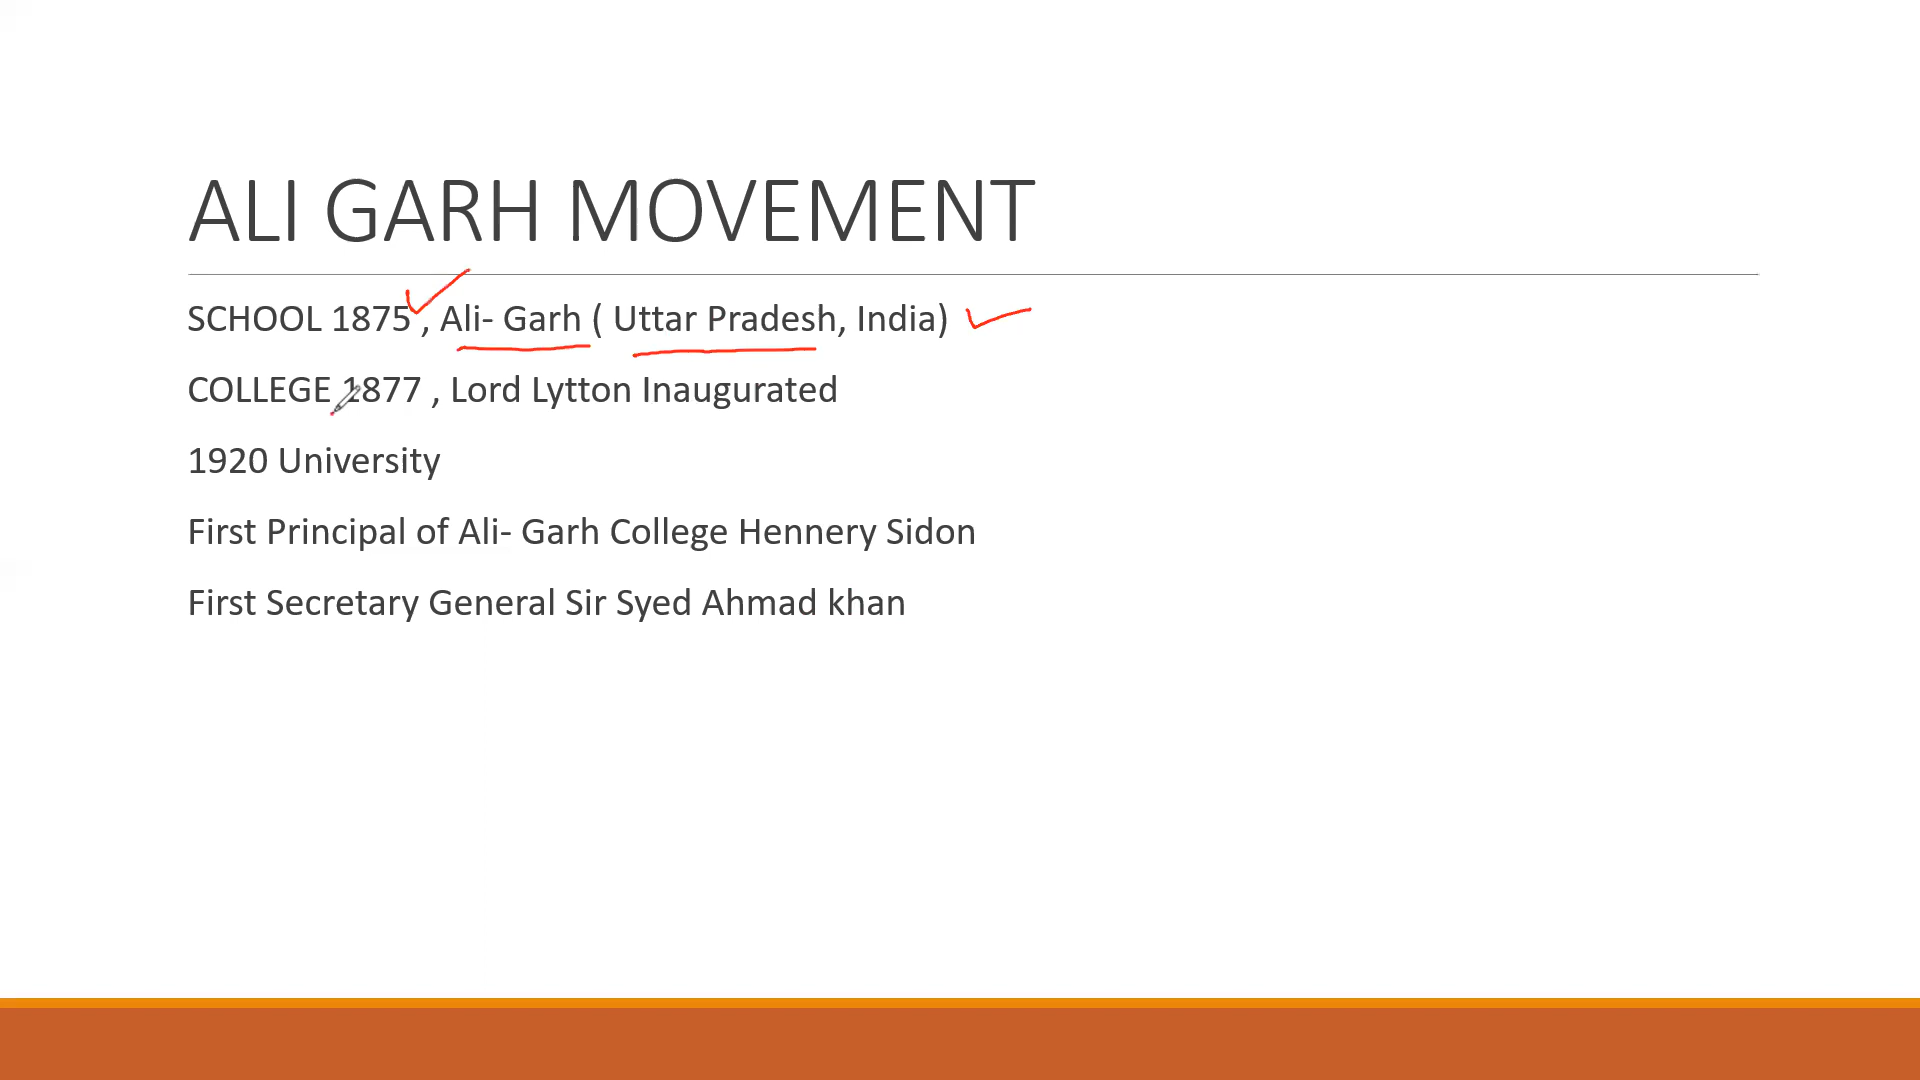 ALI GARH MOVEMENT
SCHOOL 1875 , Ali- Garh ( Uttar Pradesh, India)
COLLEGE 1877 , Lord Lytton Inaugurated
1920 University
First Principal of Ali- Garh College Hennery Sidon
First Secretary General Sir Syed Ahmad khan